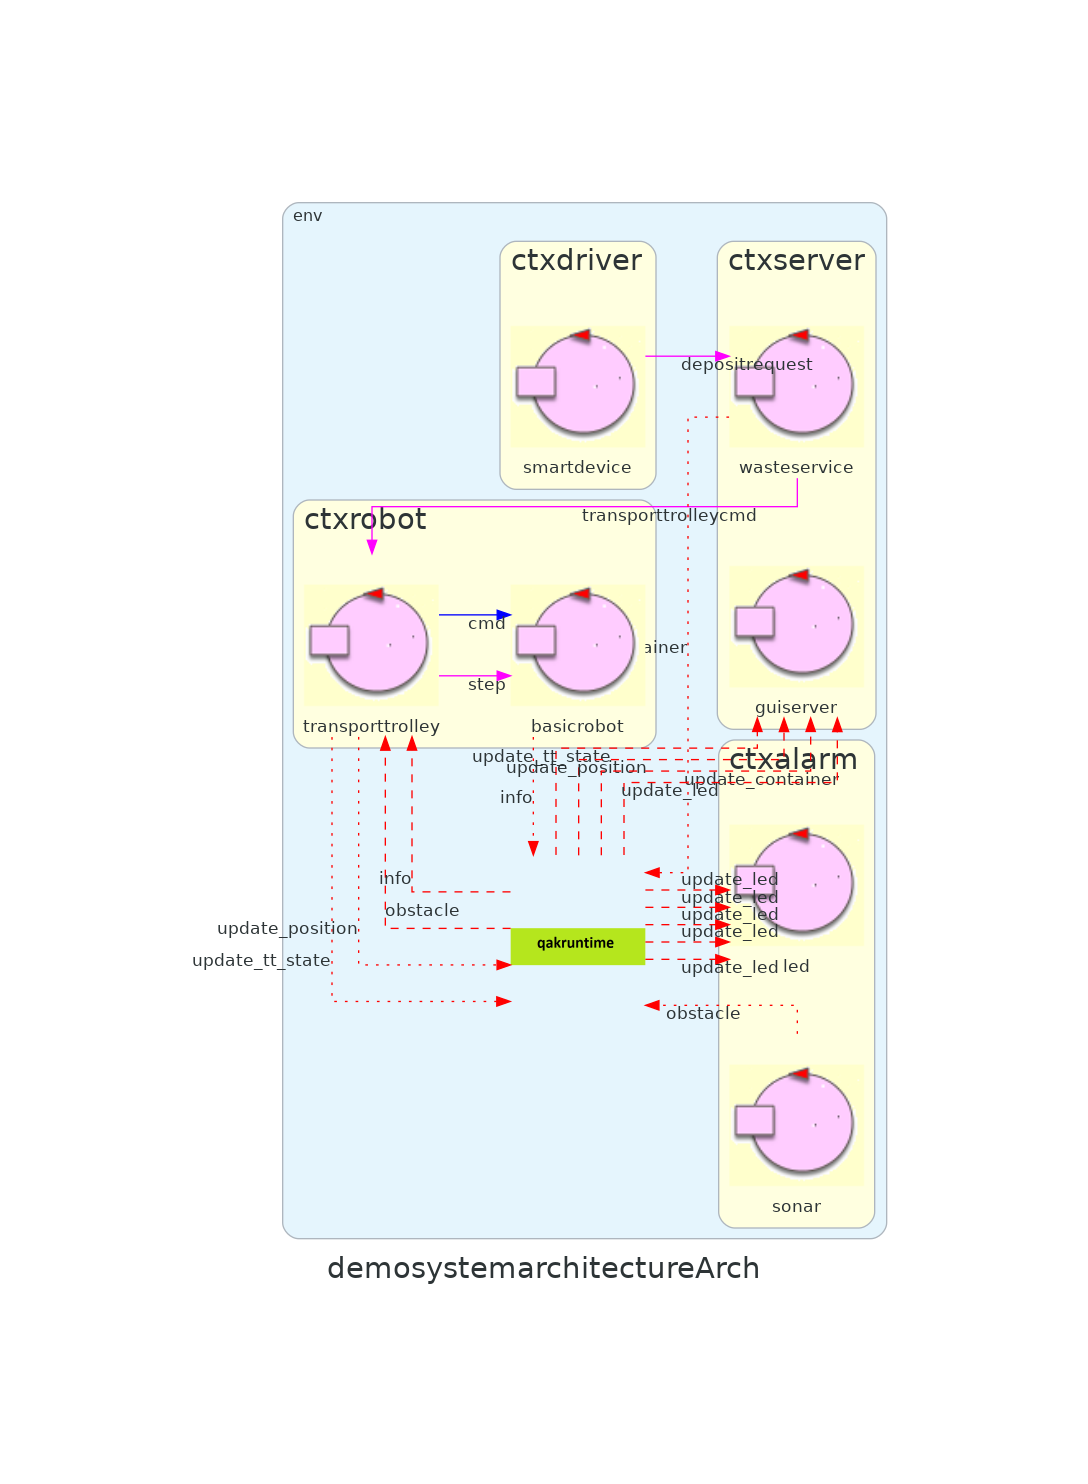 env
ctxdriver
ctxserver
depositrequest
smartdevice
wasteservice
ctxrobot
transporttrolleycmd
cmd
ainer
step
guiserver
transporttrolley
basicrobot
update_tt_state
ctxalarm
update_position
update_container
info
update_led
info
update_led
update_led
obstacle
update_led
update_position
update_led
qakruntime
update_tt_state
update_led
led
obstacle
sonar
demosystemarchitectureArch